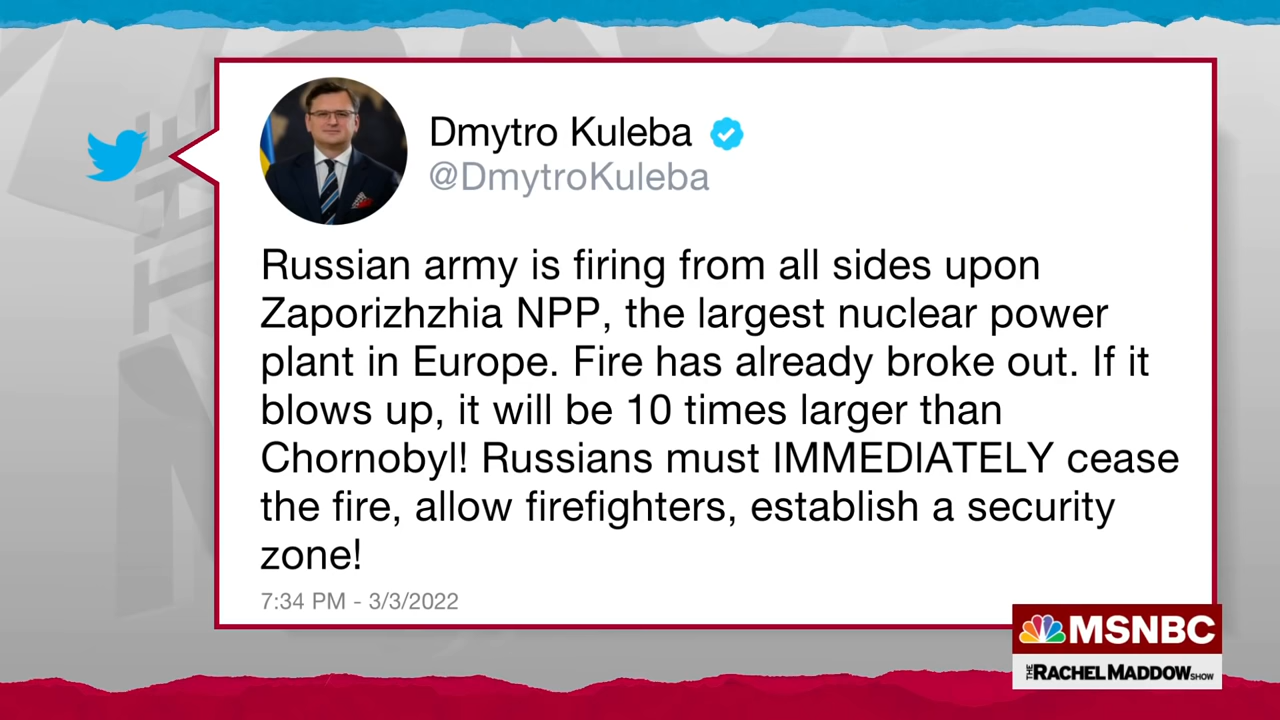 Dmytro Kuleba
@DmytroKuleba
Russian army is firing from all sides upon
Zaporizhzhia NPP, the largest nuclear power
plant in Europe. Fire has already broke out. If it
blows up, it will be 10 times larger than
Chornobyl! Russians must IMMEDIATELY cease
the fire, allow firefighters, establish a security
zone!
7:34 PM - 3/3/2022
MSNBC
THE RACHEL MADDOW SHOW